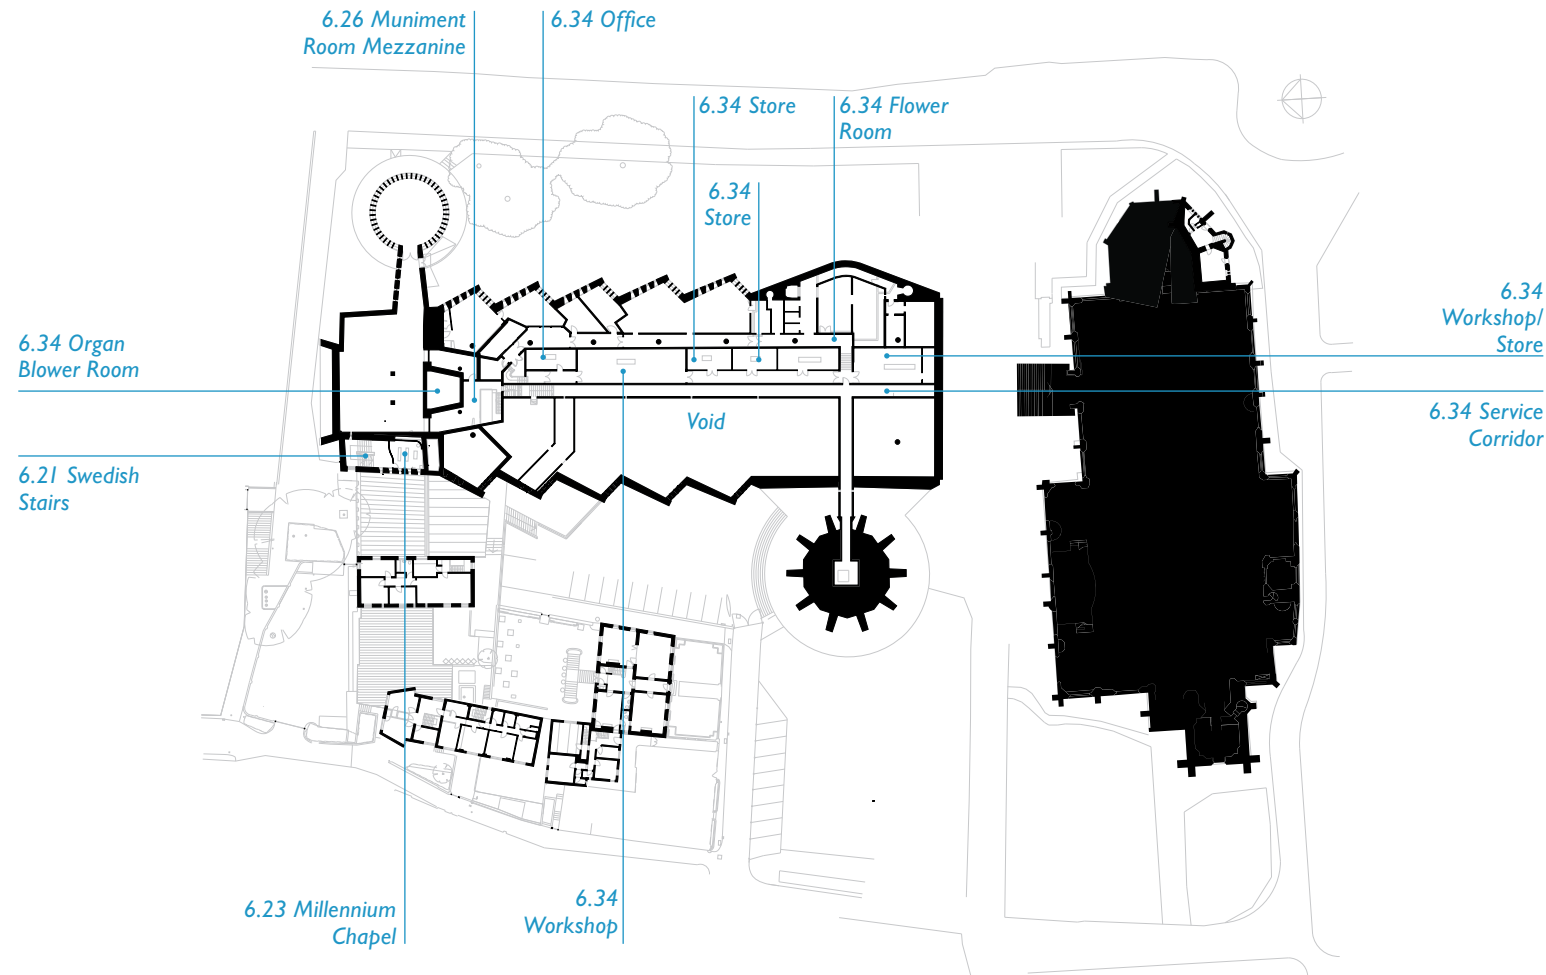 6.26 Muniment
Room Mezzanine
6.34 Office
6.34 Store
6.34 Flower
Room
6.34
Store
6.34
Workshop/
Store
6.34 Organ
Blower Room
6.34 Service
Corridor
Void
6.21 Swedish
Stairs
6.23 Millennium
Chapel
6.34
Workshop